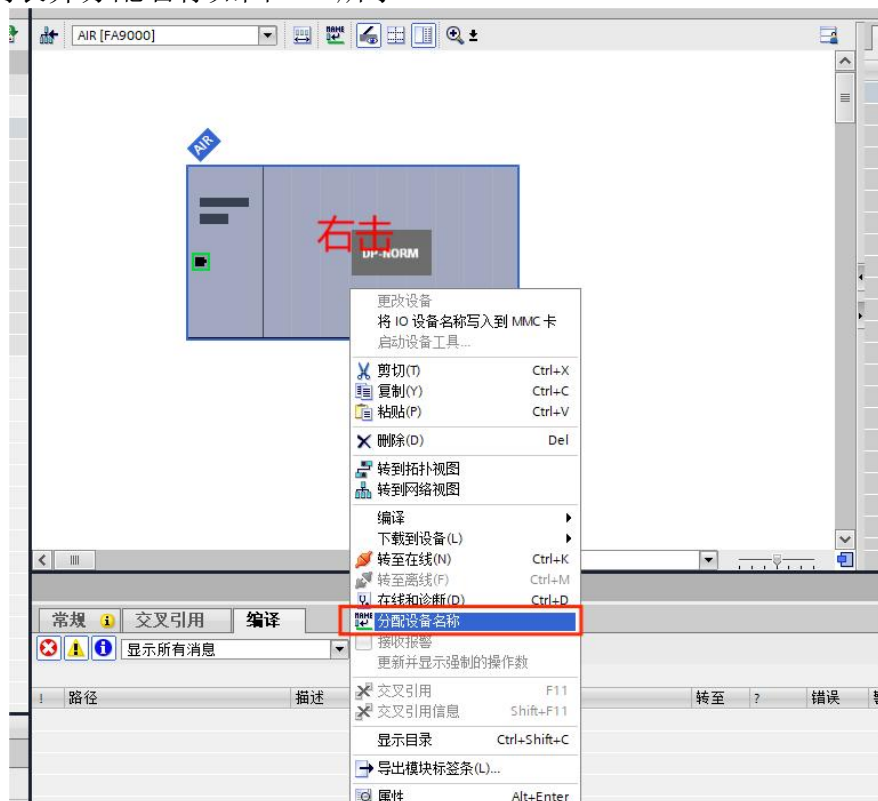 AIR [FA9000]
AIR
右击
DP-NORM
更改设备
将 IO 设备名称写入到 MMC 卡
启动设备工具...
剪切(T) Ctrl+X
复制(Y) Ctrl+C
粘贴(P) Ctrl+V
删除(D) Del
转到拓扑视图
转到网络视图
编译
下载到设备(L)
转至在线(N) Ctrl+K
转至离线(F) Ctrl+M
在线和诊断(D) Ctrl+D
分配设备名称
接收报警
更新并显示强制的操作数
交叉引用 F11
交叉引用信息 Shift+F11
显示目录 Ctrl+Shift+C
导出模块标签条(L)...
属性 Alt+Enter
常规 交叉引用 编译
显示所有消息
! 路径 描述 转至 ? 错误